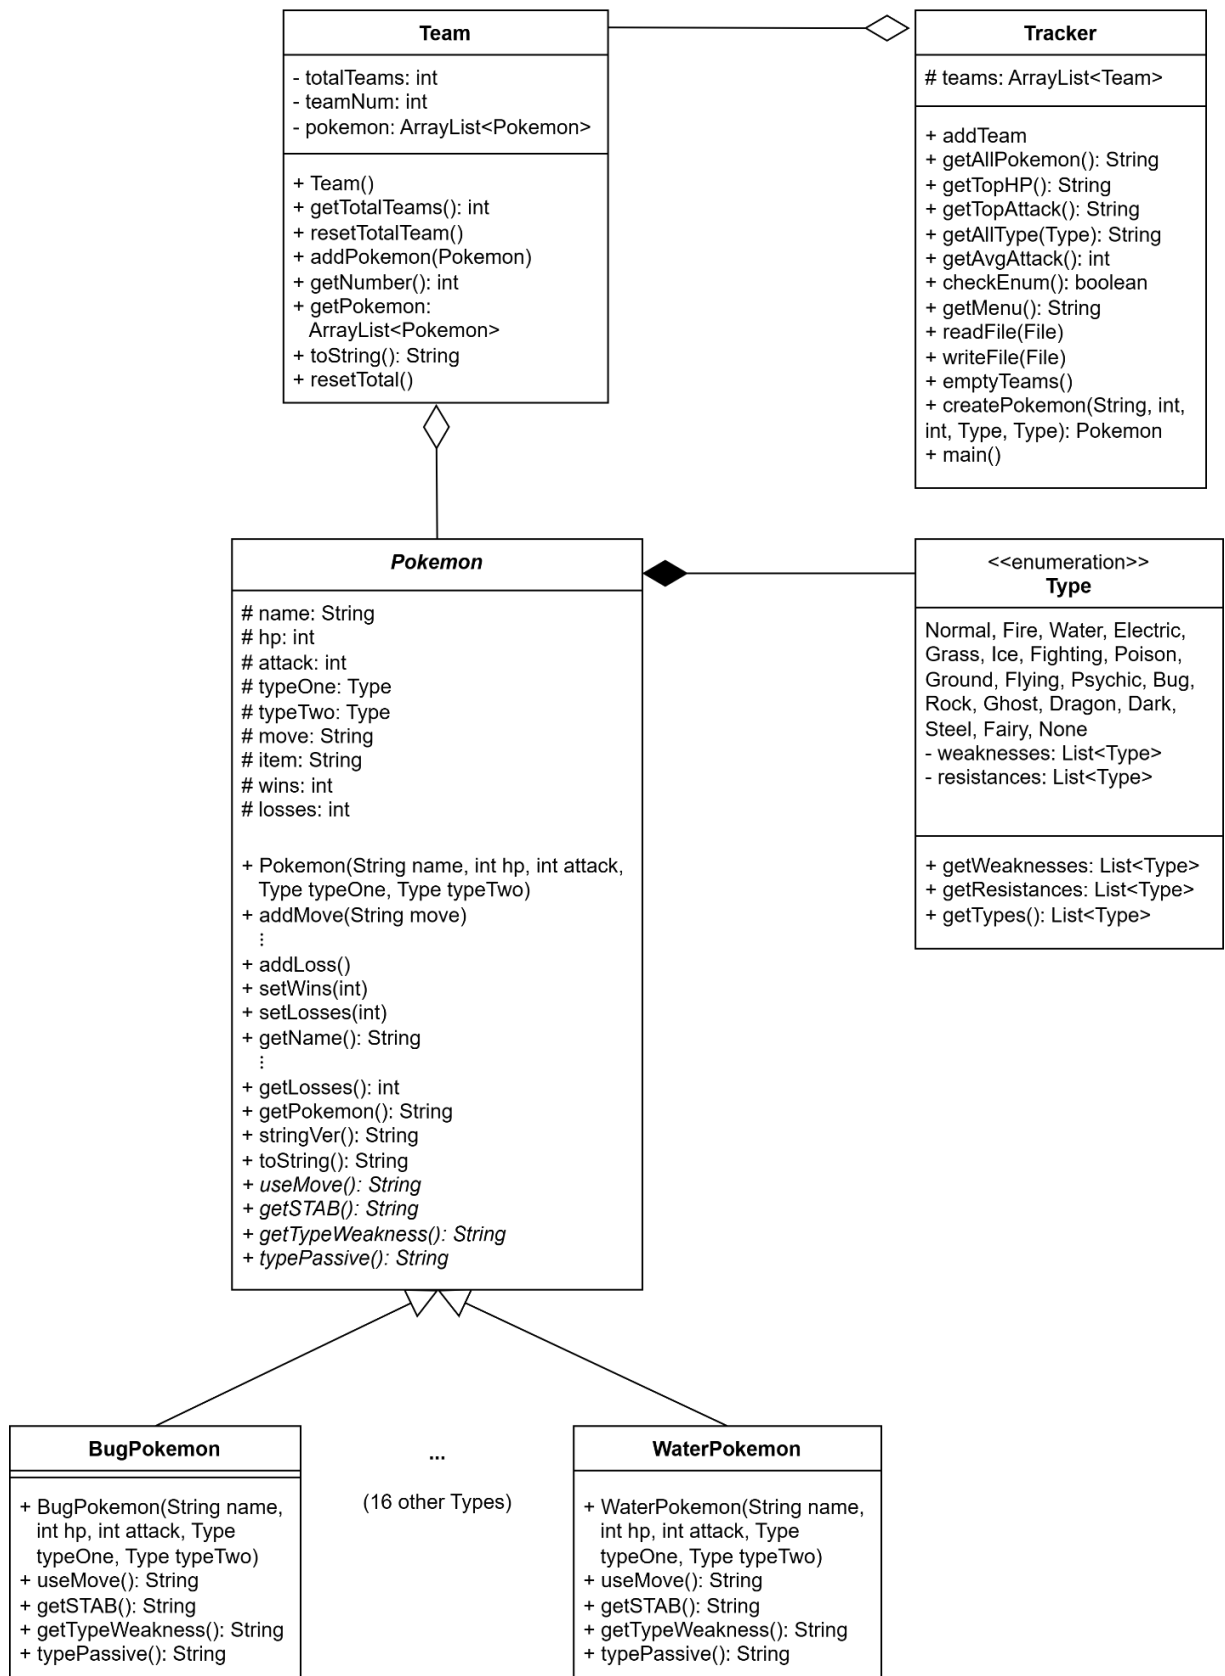 Team
- totalTeams: int
- teamNum: int
- pokemon: ArrayList<Pokemon>
+ Team()
+ getTotalTeams(): int
+ resetTotalTeam()
+ addPokemon(Pokemon)
+ getNumber(): int
+ getPokemon:
ArrayList<Pokemon>
+ toString(): String
+ resetTotal()
Tracker
# teams: ArrayList<Team>
+ addTeam
+ getAllPokemon(): String
+ getTopHP(): String
+ getTopAttack(): String
+ getAllType(Type): String
+ getAvgAttack(): int
+ checkEnum(): boolean
+ getMenu(): String
+ readFile(File)
+ writeFile(File)
+ emptyTeams()
+ createPokemon(String, int,
int, Type, Type): Pokemon
+ main()
Pokemon
# name: String
# hp: int
# attack: int
# typeOne: Type
# typeTwo: Type
# move: String
# item: String
# wins: int
# losses: int
+ Pokemon(String name, int hp, int attack,
Type typeOne, Type typeTwo)
+ addMove(String move)
⋮
+ addLoss()
+ setWins(int)
+ setLosses(int)
+ getName(): String
⋮
+ getLosses(): int
+ getPokemon(): String
+ stringVer(): String
+ toString(): String
+ useMove(): String
+ getSTAB(): String
+ getTypeWeakness(): String
+ typePassive(): String
<<enumeration>>
Type
Normal, Fire, Water, Electric,
Grass, Ice, Fighting, Poison,
Ground, Flying, Psychic, Bug,
Rock, Ghost, Dragon, Dark,
Steel, Fairy, None
- weaknesses: List<Type>
- resistances: List<Type>
+ getWeaknesses: List<Type>
+ getResistances: List<Type>
+ getTypes(): List<Type>
BugPokemon
+ BugPokemon(String name,
int hp, int attack, Type
typeOne, Type typeTwo)
+ useMove(): String
+ getSTAB(): String
+ getTypeWeakness(): String
+ typePassive(): String
...
(16 other Types)
WaterPokemon
+ WaterPokemon(String name,
int hp, int attack, Type
typeOne, Type typeTwo)
+ useMove(): String
+ getSTAB(): String
+ getTypeWeakness(): String
+ typePassive(): String